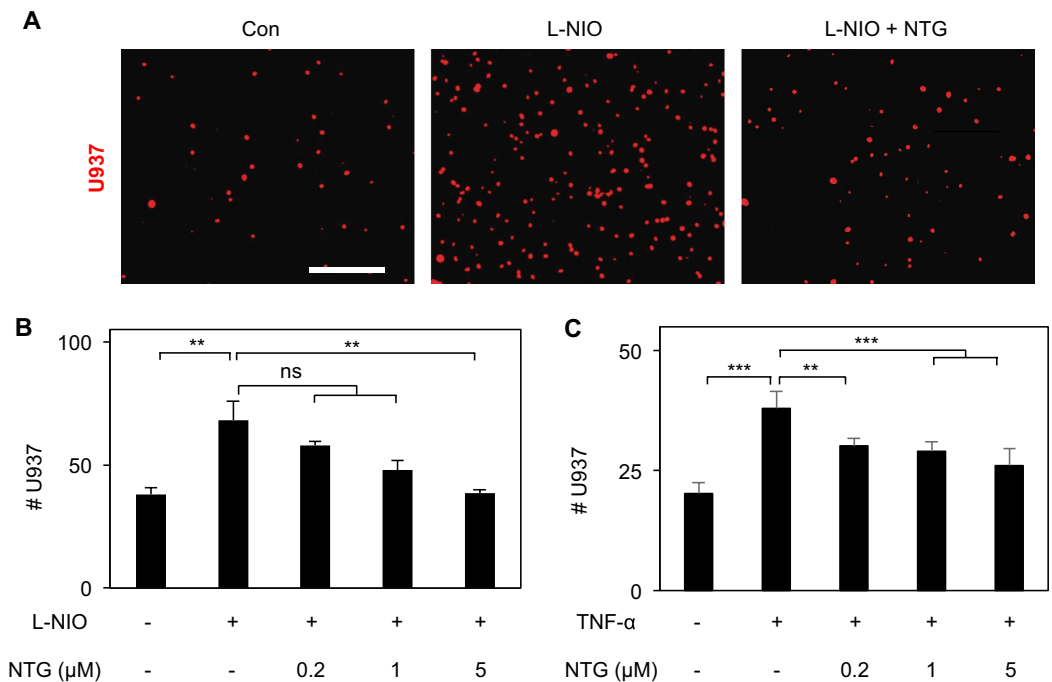 A
Con L-NIO L-NIO + NTG
U937
B
** **
ns
100
50
0
# U937
L-NIO - + + + +
NTG (μM) - - 0.2 1 5
C
***
*** **
50
25
0
# U937
TNF-α - + + + +
NTG (μM) - - 0.2 1 5